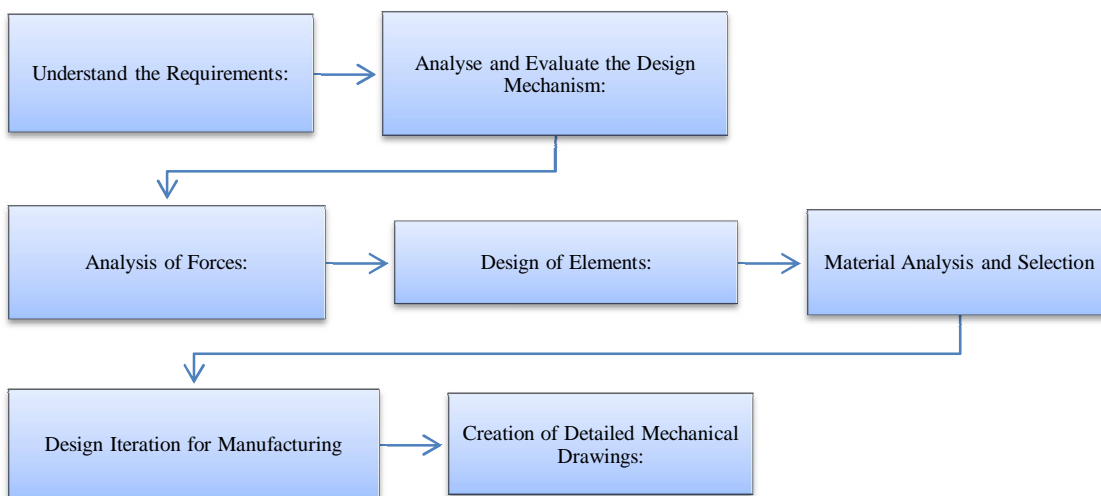 Understand the Requirements:
Analyse and Evaluate the Design
Mechanism:
Analysis of Forces:
Design of Elements:
Material Analysis and Selection
Design Iteration for Manufacturing
Creation of Detailed Mechanical
Drawings: